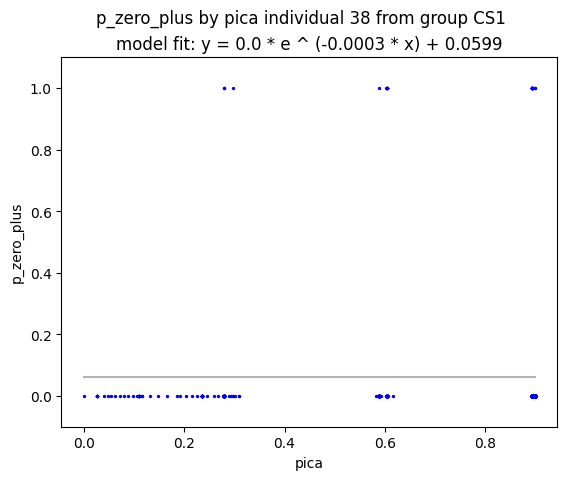 p_zero_plus by pica individual 38 from group CS1
model fit: y = 0.0 * e ^ (-0.0003 * x) + 0.0599
1.0
0.8
0.6
0.4
0.2
0.0
p_zero_plus
0.0 0.2 0.4 0.6 0.8
pica